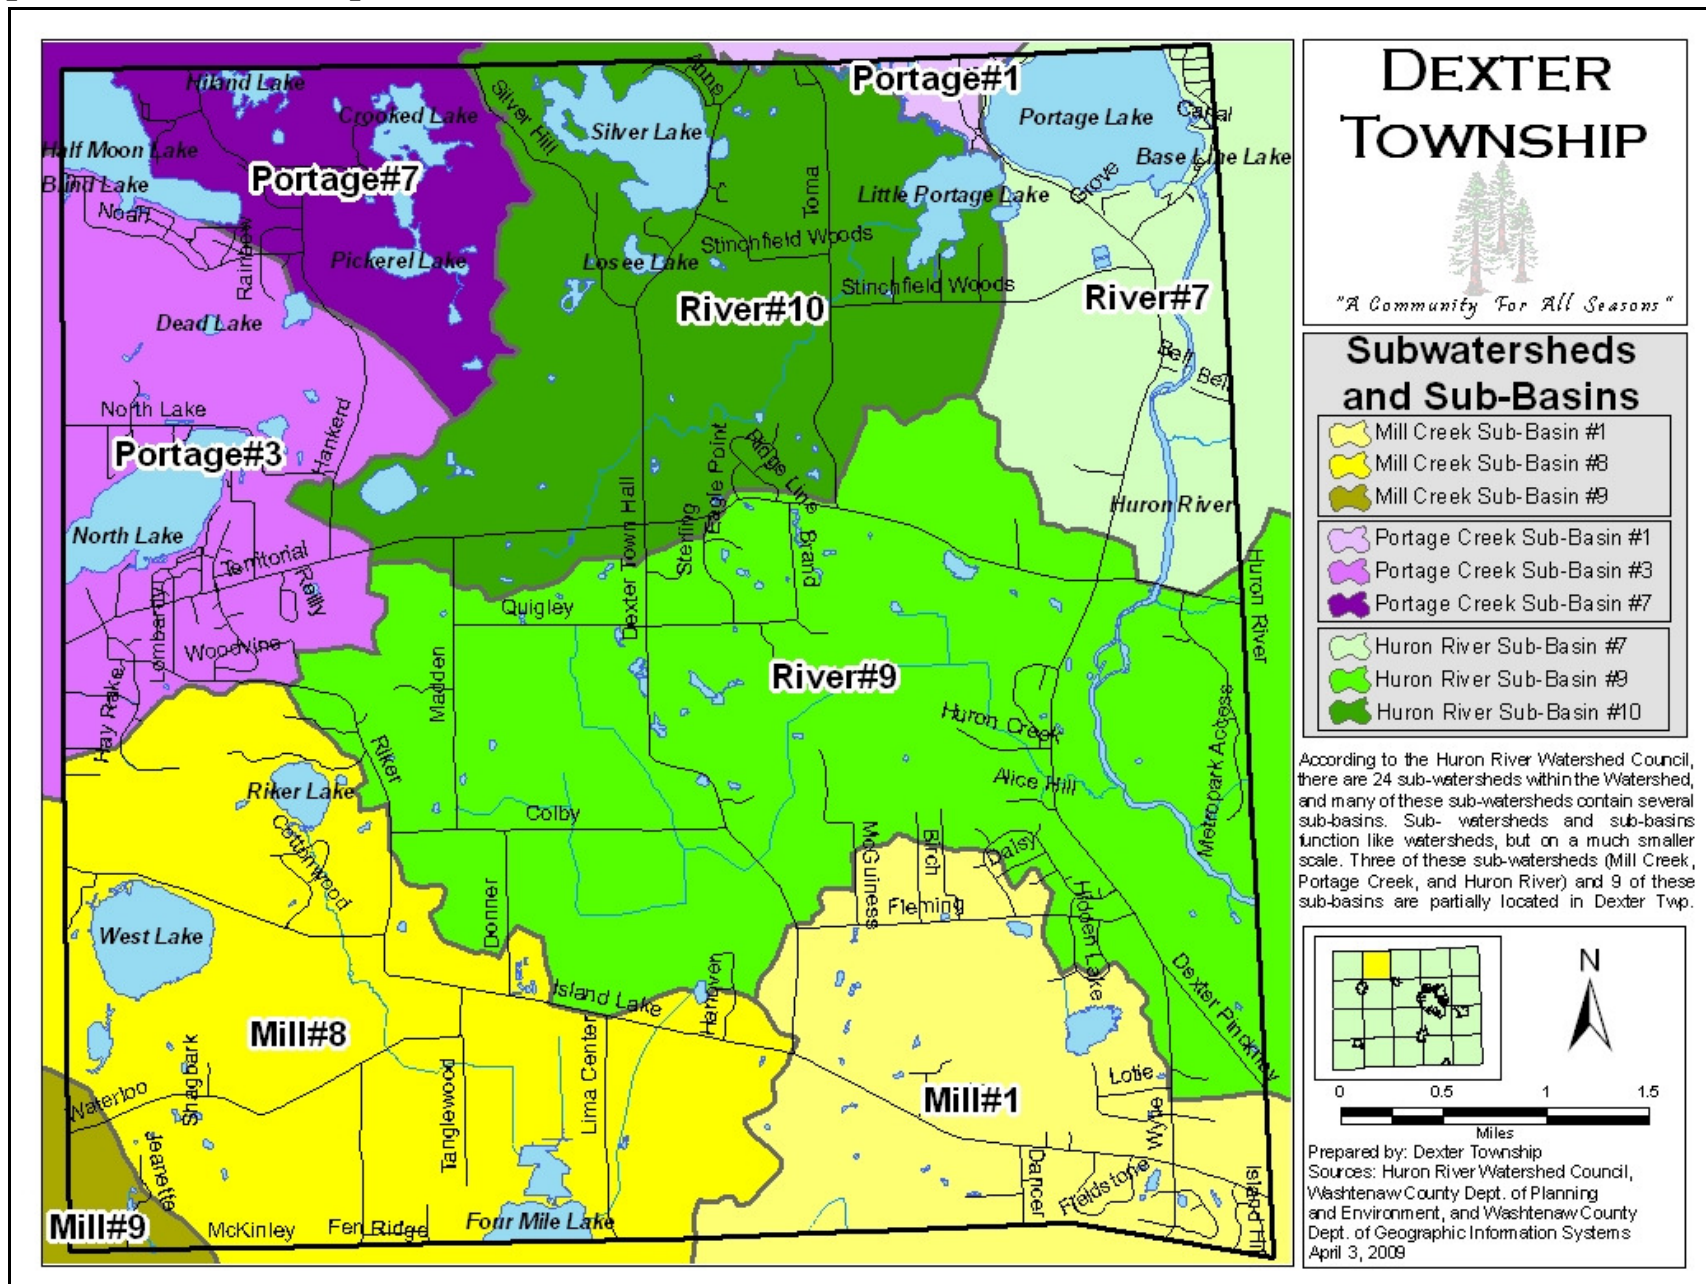 DEXTER
TOWNSHIP
"A Community For All Seasons"
Subwatersheds
and Sub-Basins
Mill Creek Sub-Basin #1
Mill Creek Sub-Basin #8
Mill Creek Sub-Basin #9
Portage Creek Sub-Basin #1
Portage Creek Sub-Basin #3
Portage Creek Sub-Basin #7
Huron River Sub-Basin #7
Huron River Sub-Basin #9
Huron River Sub-Basin #10
According to the Huron River Watershed Council,
there are 24 sub-watersheds within the Watershed,
and many of these sub-watersheds contain several
sub-basins. Sub- watersheds and sub-basins
function like watersheds, but on a much smaller
scale. Three of these sub-watersheds (Mill Creek,
Portage Creek, and Huron River) and 9 of these
sub-basins are partially located in Dexter Twp.
N
0 0.5 1 1.5
Miles
Prepared by: Dexter Township
Sources: Huron River Watershed Council,
Washtenaw County Dept. of Planning
and Environment, and Washtenaw County
Dept. of Geographic Information Systems
April 3, 2009
Portage#1
Hiland Lake
Crooked Lake
Silver Hill
Anne
Silver Lake
Portage Lake
Canal
Half Moon Lake
Base Line Lake
Blind Lake
Portage#7
Noah
Toma
Little Portage Lake
Grove
Rainbow
Pickerel Lake
Losee Lake
Stinchfield Woods
Stinchfield Woods
River#10
River#7
Dead Lake
Bell
Bell
North Lake
Hankerd
Portage#3
Eagle Point
Ridge Line
Huron River
North Lake
Territorial
Reilly
Dexter Town Hall
Sterling
Brand
Huron River
Lombardy
Quigley
Woodvine
River#9
Hay Rake
Madden
Riker
Huron Creek
Metropark Access
Alice Hill
Riker Lake
Colby
Cottonwood
McGuiness
Birch
Daisy
Donner
Fleming
Hidden Lake
West Lake
Dexter Pinckney
Island Lake
Hanover
Mill#8
Shagbark
Lima Center
Tanglewood
Waterloo
Mill#1
Lotie
Wylie
Jeanette
Dancer
Fieldstone
Mill#9
McKinley
Fen Ridge
Four Mile Lake